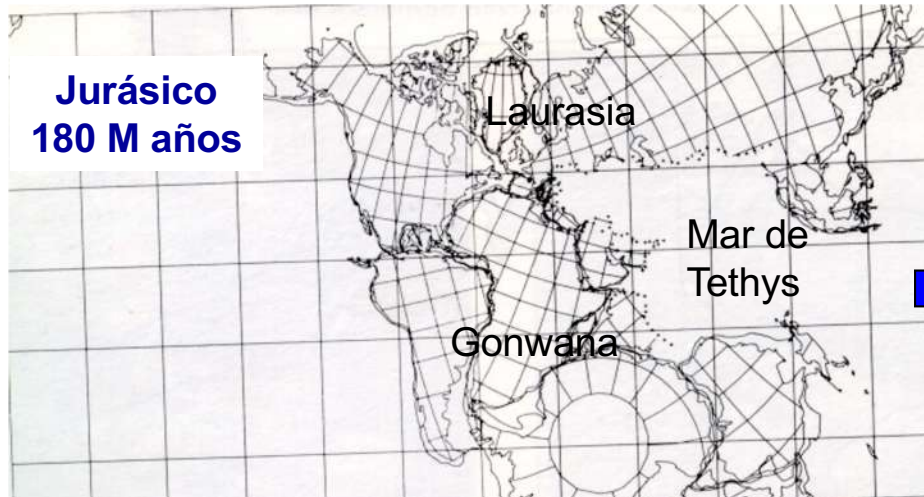 Jurásico
180 M años
Laurasia
Mar de
Tethys
Gonwana